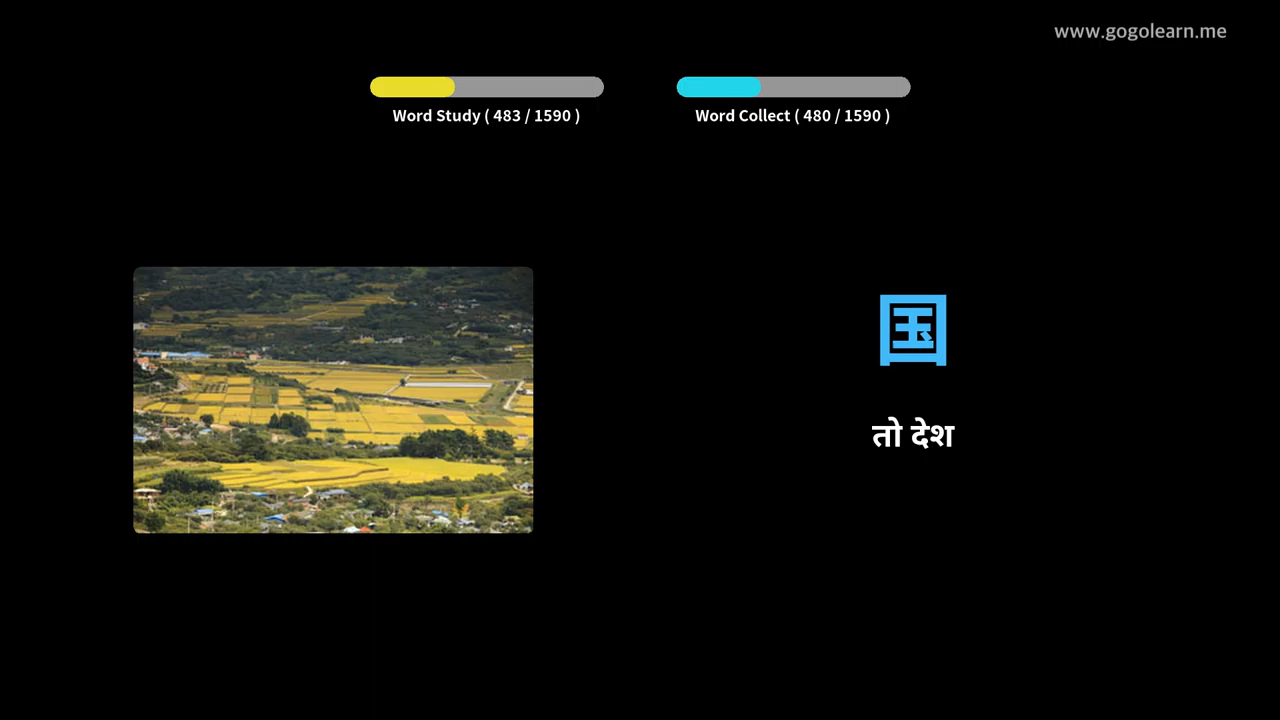 www.gogolearn.me
Word Study ( 483 / 1590 )
Word Collect ( 480 / 1590 )
国
तो देश